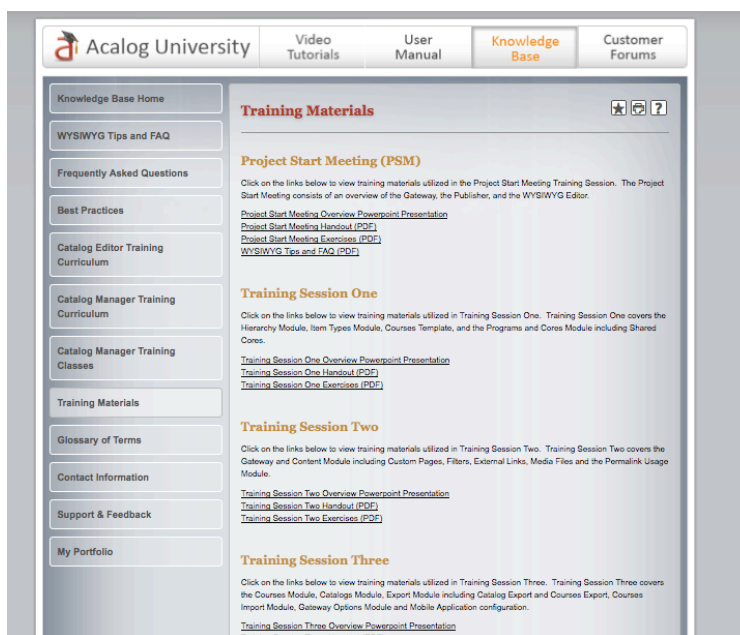 Acalog University
Video
Tutorials
User
Manual
Knowledge
Base
Customer
Forums
Knowledge Base Home
WYSIWYG Tips and FAQ
Frequently Asked Questions
Best Practices
Catalog Editor Training
Curriculum
Catalog Manager Training
Curriculum
Catalog Manager Training
Classes
Training Materials
Glossary of Terms
Contact Information
Support & Feedback
My Portfolio
Training Materials
?
Project Start Meeting (PSM)
Click on the links below to view training materials utilized in the Project Start Meeting Training Session. The Project
Start Meeting consists of an overview of the Gateway, the Publisher, and the WYSIWYG Editor.
Project Start Meeting Overview Powerpoint Presentation
Project Start Meeting Handout (PDF)
Project Start Meeting Exercises (PDF)
WYSIWYG Tips and FAQ (PDF)
Training Session One
Click on the links below to view training materials utilized in Training Session One. Training Session One covers the
Hierarchy Module, Item Types Module, Courses Template, and the Programs and Cores Module including Shared
Cores.
Training Session One Overview Powerpoint Presentation
Training Session One Handout (PDF)
Training Session One Exercises (PDF)
Training Session Two
Click on the links below to view training materials utilized in Training Session Two. Training Session Two covers the
Gateway and Content Module including Custom Pages, Filters, External Links, Media Files and the Permalink Usage
Module.
Training Session Two Overview Powerpoint Presentation
Training Session Two Handout (PDF)
Training Session Two Exercises (PDF)
Training Session Three
Click on the links below to view training materials utilized in Training Session Three. Training Session Three covers
the Courses Module, Catalogs Module, Export Module including Catalog Export and Courses Export, Courses
Import Module, Gateway Options Module and Mobile Application configuration.
Training Session Three Overview Powerpoint Presentation